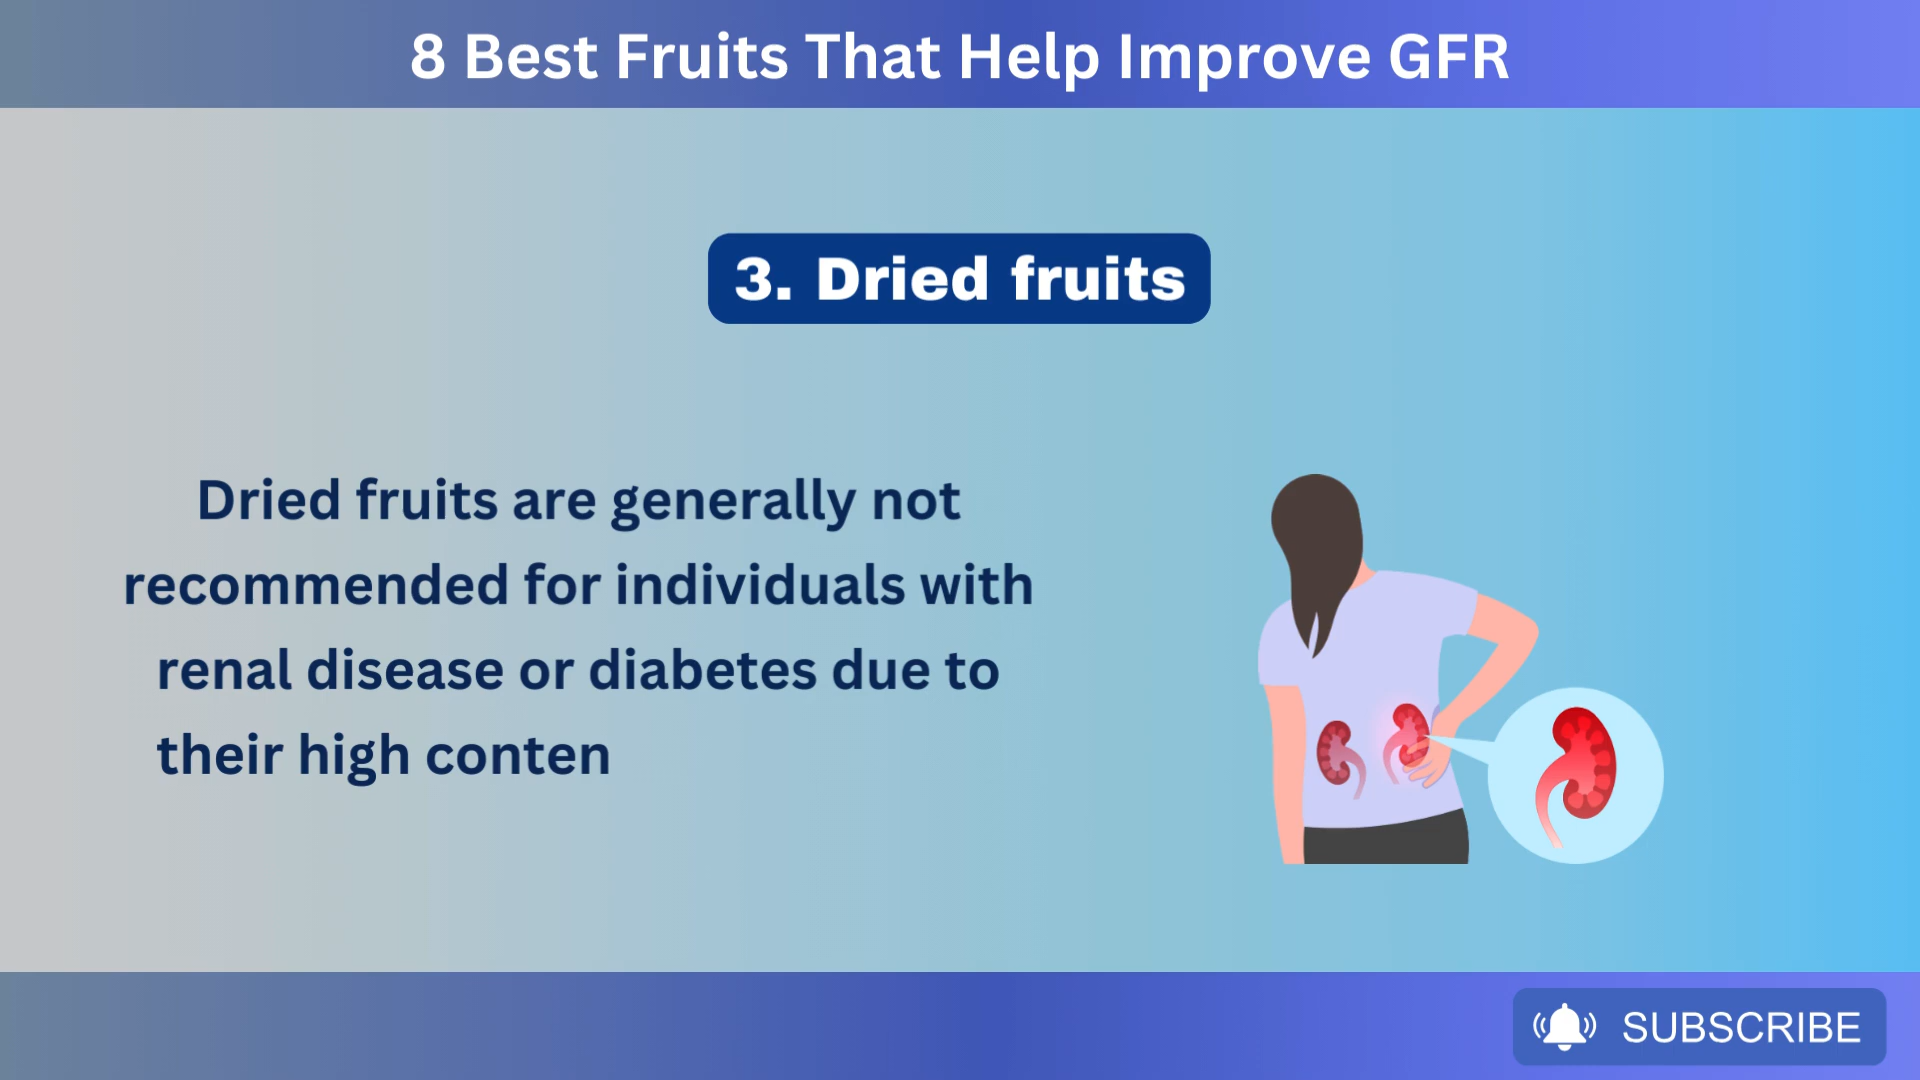 8 Best Fruits That Help Improve GFR
3. Dried fruits
Dried fruits are generally not
recommended for individuals with
renal disease or diabetes due to
their high conten
SUBSCRIBE